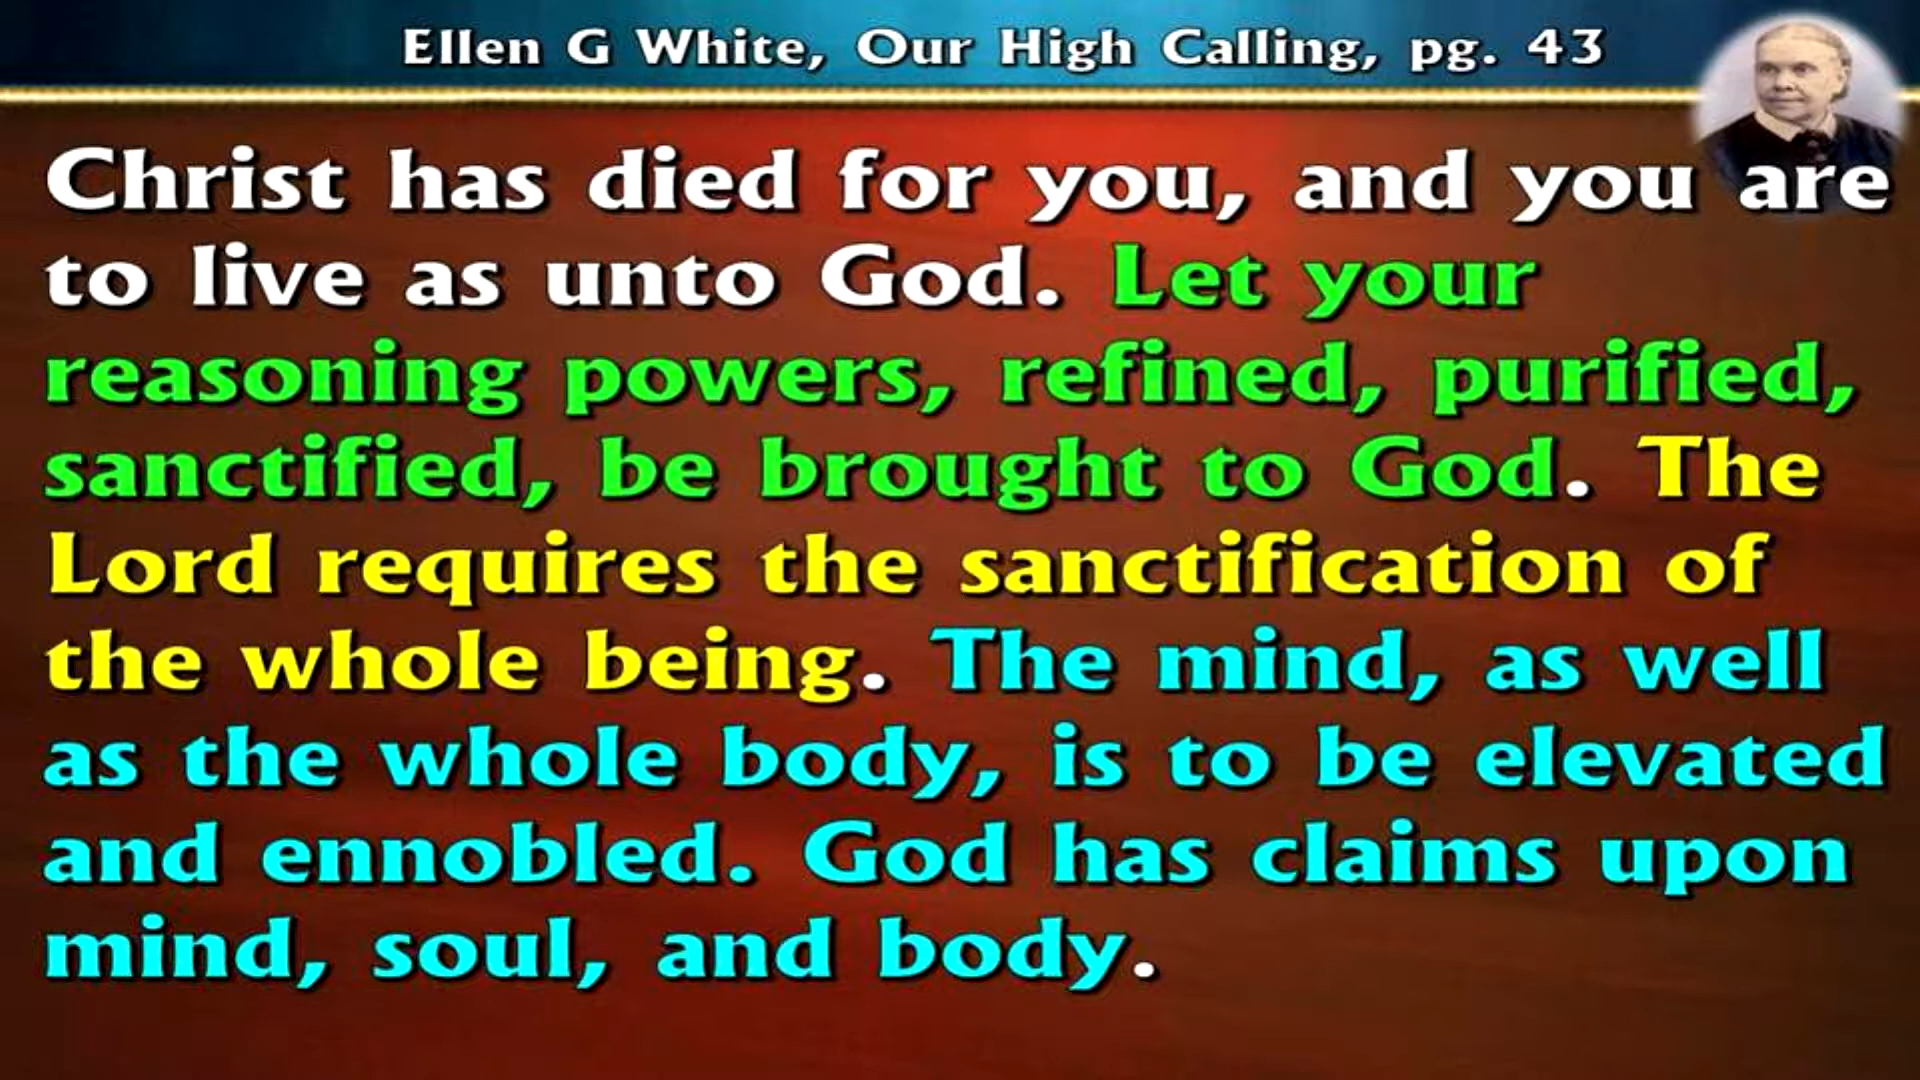 Ellen G White, Our High Calling, pg. 43
Christ has died for you, and you are
to live as unto God. Let your
reasoning powers, refined, purified,
sanctified, be brought to God. The
Lord requires the sanctification of
the whole being. The mind, as well
as the whole body, is to be elevated
and ennobled. God has claims upon
mind, soul, and body.